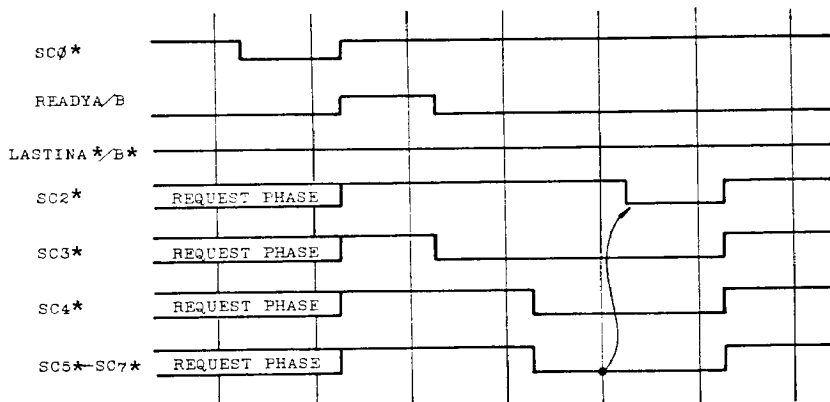 SCØ*
READYA/B
LASTINA*/B*
SC2* REQUEST PHASE
SC3* REQUEST PHASE
SC4* REQUEST PHASE
SC5*-SC7* REQUEST PHASE